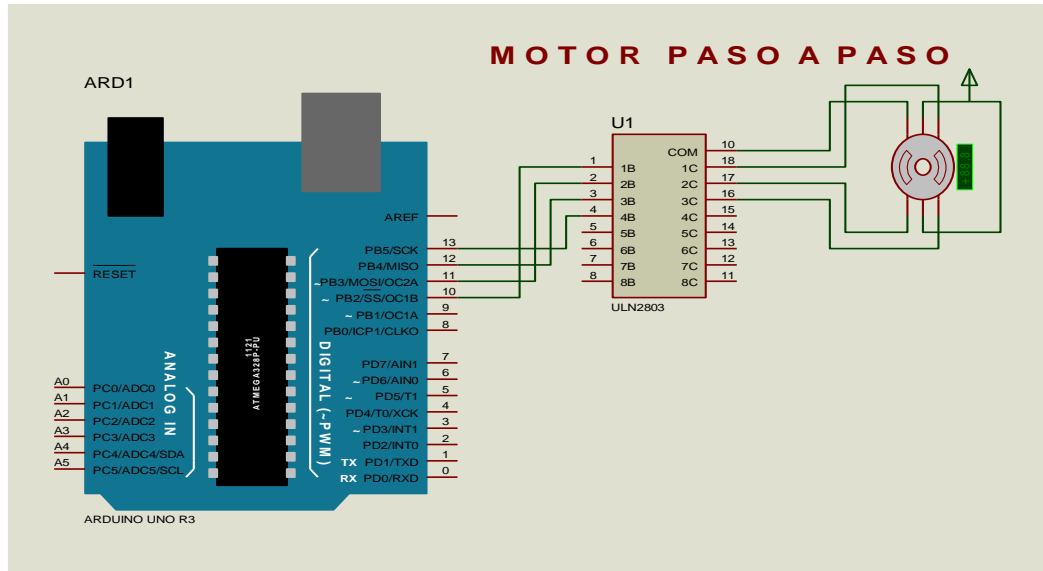 MOTOR PASO A PASO
ARD1
ARDUINO UNO R3
RESET
A0 PC0/ADC0
A1 PC1/ADC1
A2 PC2/ADC2
A3 PC3/ADC3
A4 PC4/ADC4/SDA
A5 PC5/ADC5/SCL
ANALOG IN
1121
ATMEGA328P-PU
DIGITAL (~PWM)
AREF
PB5/SCK 13
PB4/MISO 12
~PB3/MOSI/OC2A 11
~ PB2/SS/OC1B 10
~ PB1/OC1A 9
PB0/ICP1/CLKO 8
PD7/AIN1 7
~PD6/AIN0 6
~ PD5/T1 5
PD4/T0/XCK 4
~PD3/INT1 3
PD2/INT0 2
TX PD1/TXD 1
RX PD0/RXD 0
U1
1 1B
2 2B
3 3B
4 4B
5 5B
6 6B
7 7B
8 8B
COM 10
1C 18
2C 17
3C 16
4C 15
5C 14
6C 13
7C 12
8C 11
ULN2803